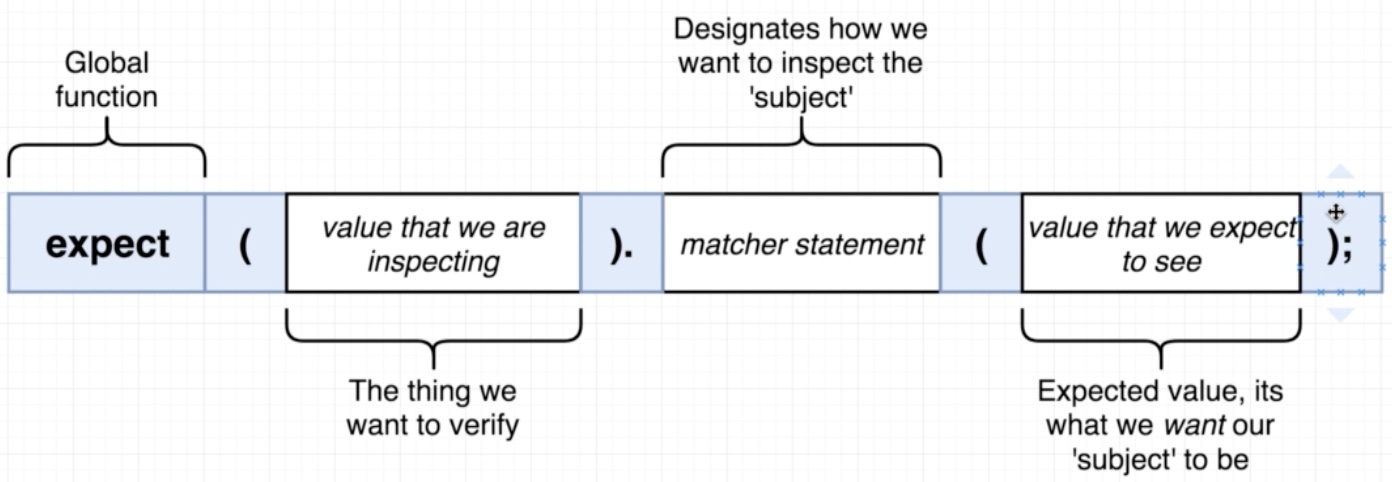 Designates how we
want to inspect the
'subject'
Global
function
expect ( value that we are inspecting ). matcher statement ( value that we expect to see );
The thing we
want to verify
Expected value, its
what we want our
'subject' to be